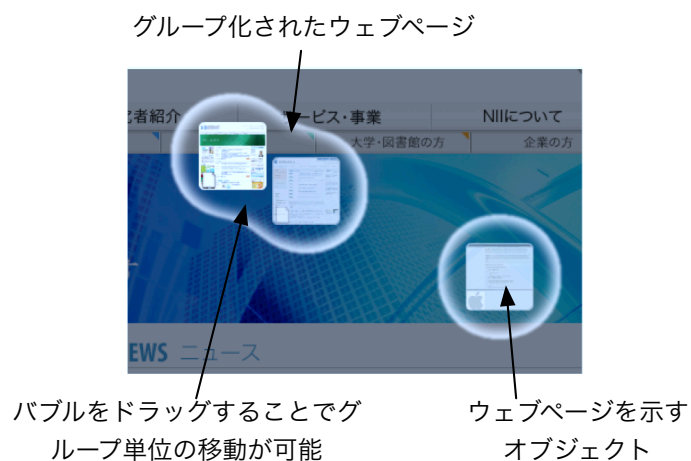 グループ化されたウェブページ
者紹介
ービス・事業
NIIについて
大学・図書館の方
企業の方
EWS ニュース
バブルをドラッグすることでグ
ループ単位の移動が可能
ウェブページを示す
オブジェクト